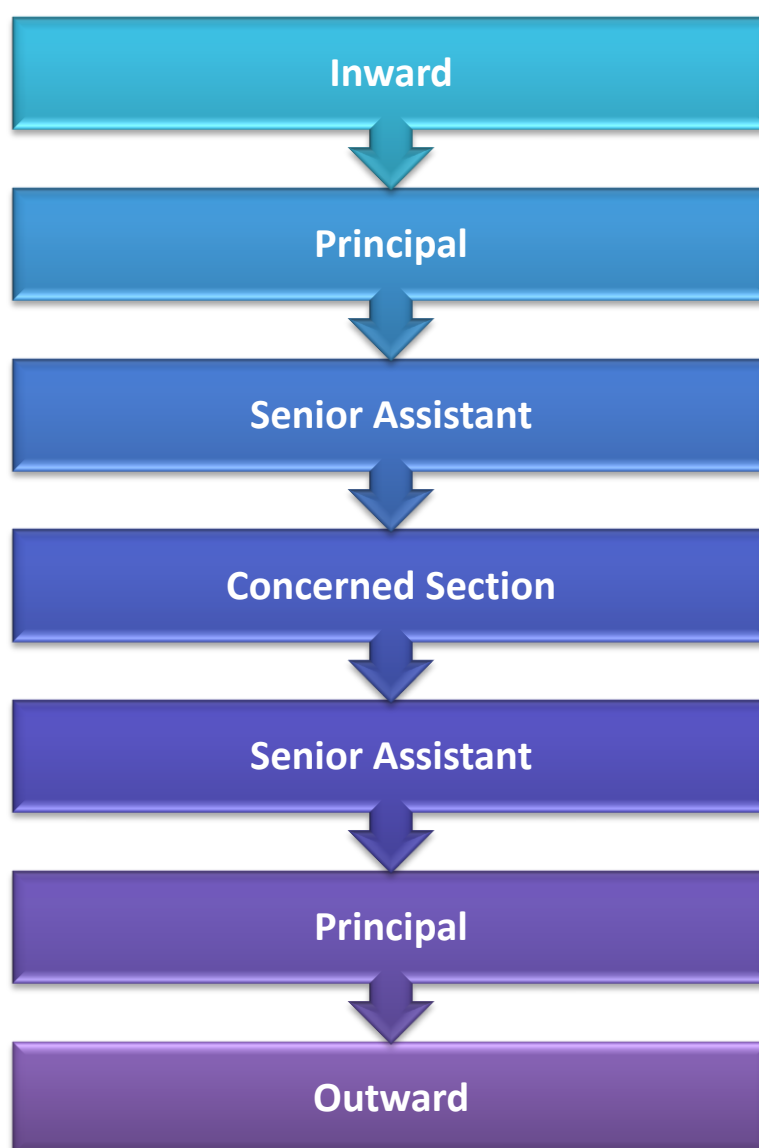 Inward
Principal
Senior Assistant
Concerned Section
Senior Assistant
Principal
Outward